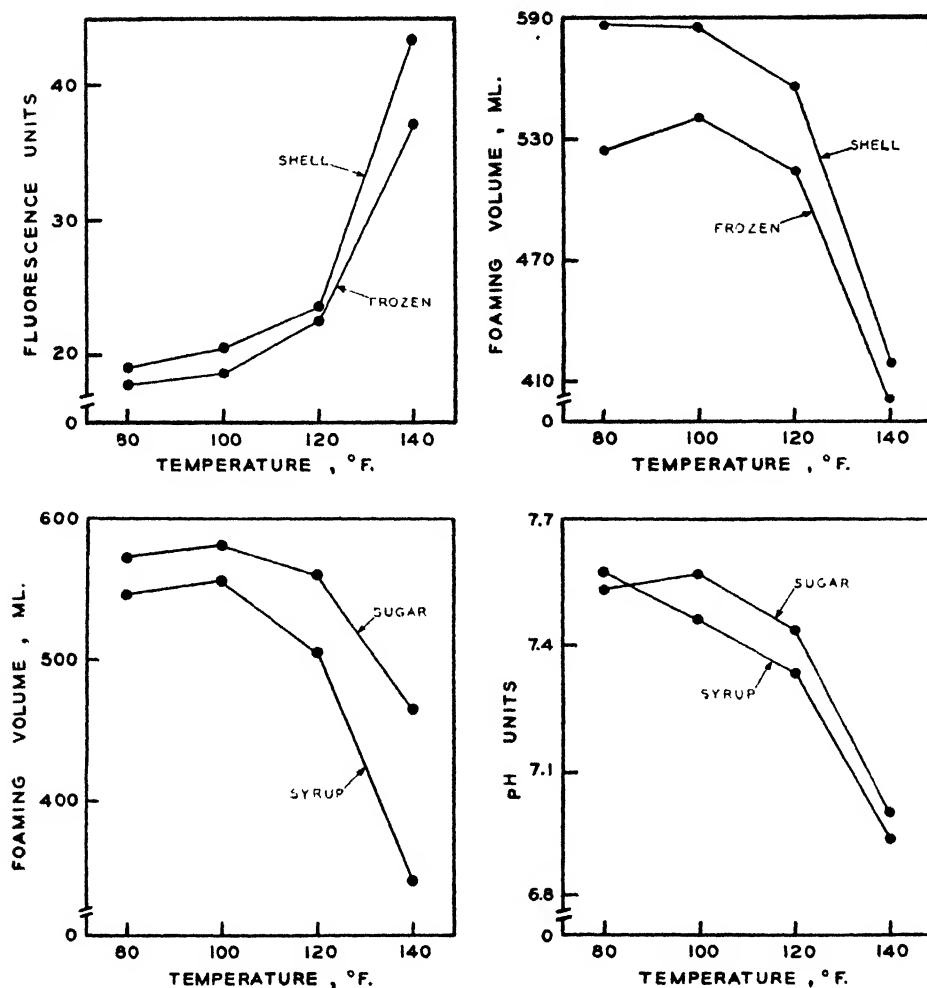 FLUORESCENCE UNITS
40
30
20
0
SHELL
FROZEN
80 100 120 140
TEMPERATURE , °F.
FOAMING VOLUME , ML.
590
530
470
410
0
SHELL
FROZEN
80 100 120 140
TEMPERATURE , °F.
FOAMING VOLUME , ML.
600
500
400
0
SUGAR
SYRUP
80 100 120 140
TEMPERATURE , °F.
pH UNITS
7.7
7.4
7.1
6.8
0
SUGAR
SYRUP
80 100 120 140
TEMPERATURE , °F.